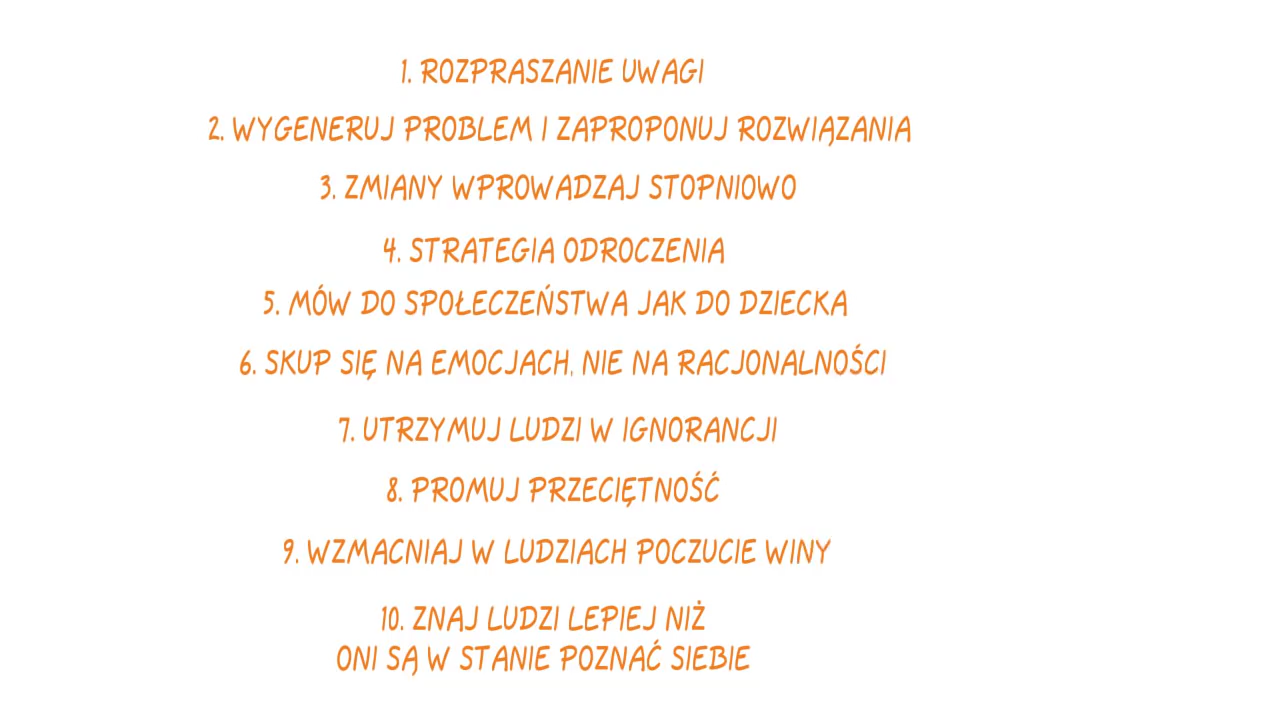 1. ROZPRASZANIE UWAGI
2. WYGENERUJ PROBLEM I ZAPROPONUJ ROZWIĄZANIA
3. ZMIANY WPROWADZAJ STOPNIOWO
4. STRATEGIA ODROCZENIA
5. MÓW DO SPOŁECZEŃSTWA JAK DO DZIECKA
6. SKUP SIĘ NA EMOCJACH, NIE NA RACJONALNOŚCI
7. UTRZYMUJ LUDZI W IGNORANCJI
8. PROMUJ PRZECIĘTNOŚĆ
9. WZMACNIAJ W LUDZIACH POCZUCIE WINY
10. ZNAJ LUDZI LEPIEJ NIŻ
ONI SĄ W STANIE POZNAĆ SIEBIE